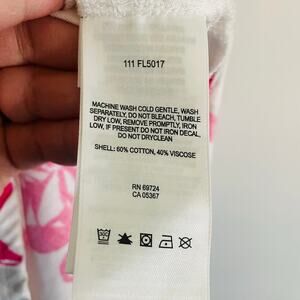 111 FL5017
MACHINE WASH COLD GENTLE, WASH
SEPARATELY, DO NOT BLEACH, TUMBLE
DRY LOW, REMOVE PROMPTLY, IRON
LOW, IF PRESENT DO NOT IRON DECAL,
DO NOT DRYCLEAN
SHELL: 60% COTTON, 40% VISCOSE
RN 69724
CA 05367